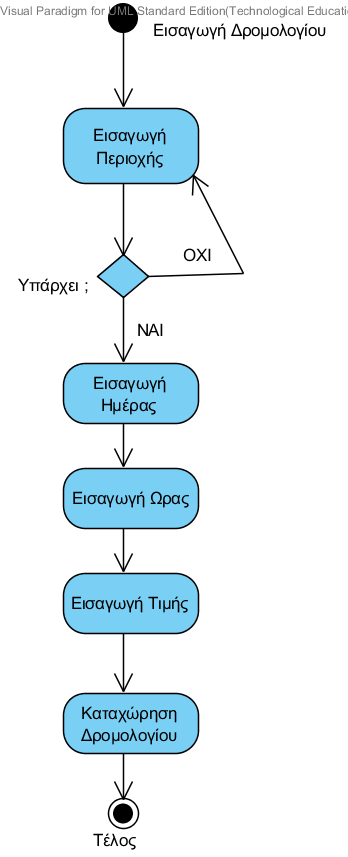 Visual Paradigm for UML Standard Edition(Technological Educati
Εισαγωγή Δρομολογίου
Εισαγωγή
Περιοχής
ΟΧΙ
Υπάρχει ;
ΝΑΙ
Εισαγωγή
Ημέρας
Εισαγωγή Ωρας
Εισαγωγή Τιμής
Καταχώρηση
Δρομολογίου
Τέλος